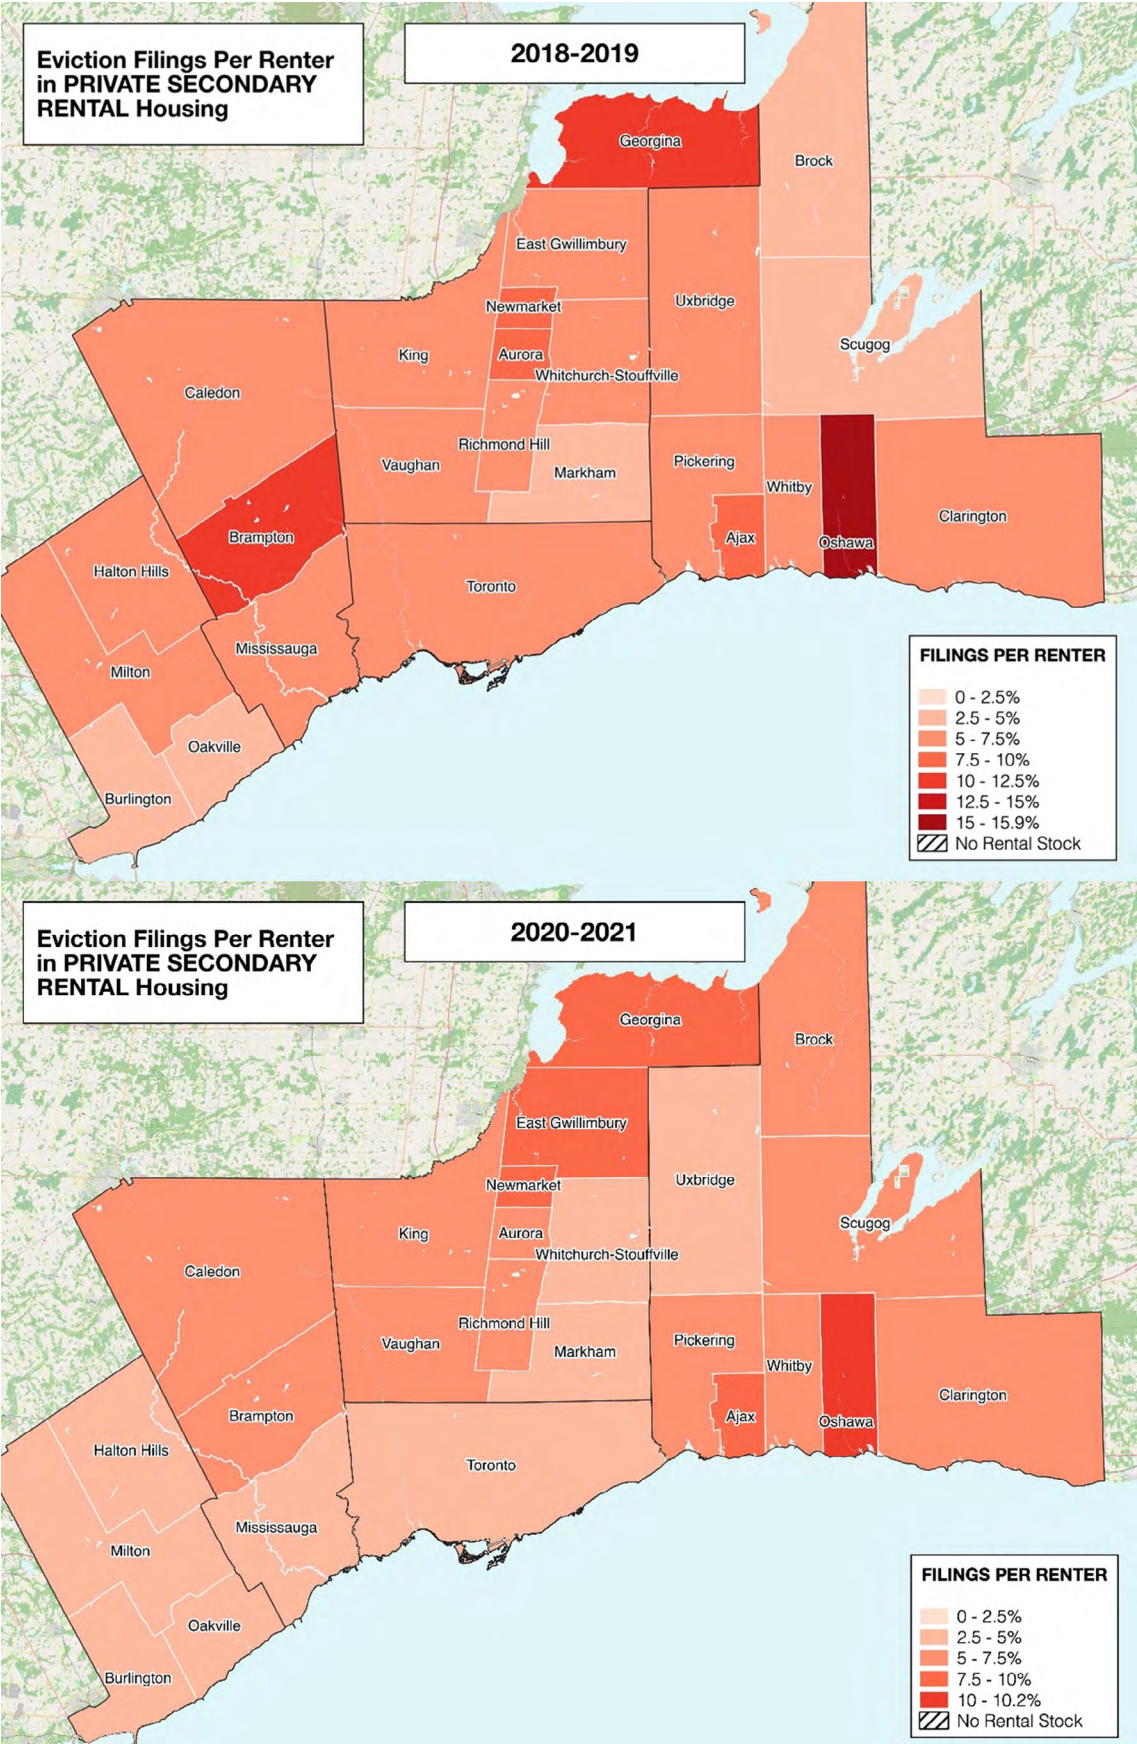 Eviction Filings Per Renter
in PRIVATE SECONDARY
RENTAL Housing
2018-2019
Georgina
Brock
East Gwillimbury
Uxbridge
Newmarket
Scugog
King
Aurora
Whitchurch-Stouffville
Caledon
Richmond Hill
Vaughan
Markham
Pickering
Whitby
Clarington
Brampton
Ajax
Oshawa
Halton Hills
Toronto
Mississauga
Milton
Oakville
Burlington
FILINGS PER RENTER
0 - 2.5%
2.5 - 5%
5 - 7.5%
7.5 - 10%
10 - 12.5%
12.5 - 15%
15 - 15.9%
No Rental Stock
Eviction Filings Per Renter
in PRIVATE SECONDARY
RENTAL Housing
2020-2021
Georgina
Brock
East Gwillimbury
Uxbridge
Newmarket
Scugog
King
Aurora
Whitchurch-Stouffville
Caledon
Richmond Hill
Vaughan
Markham
Pickering
Whitby
Clarington
Brampton
Ajax
Oshawa
Halton Hills
Toronto
Mississauga
Milton
Oakville
Burlington
FILINGS PER RENTER
0 - 2.5%
2.5 - 5%
5 - 7.5%
7.5 - 10%
10 - 10.2%
No Rental Stock